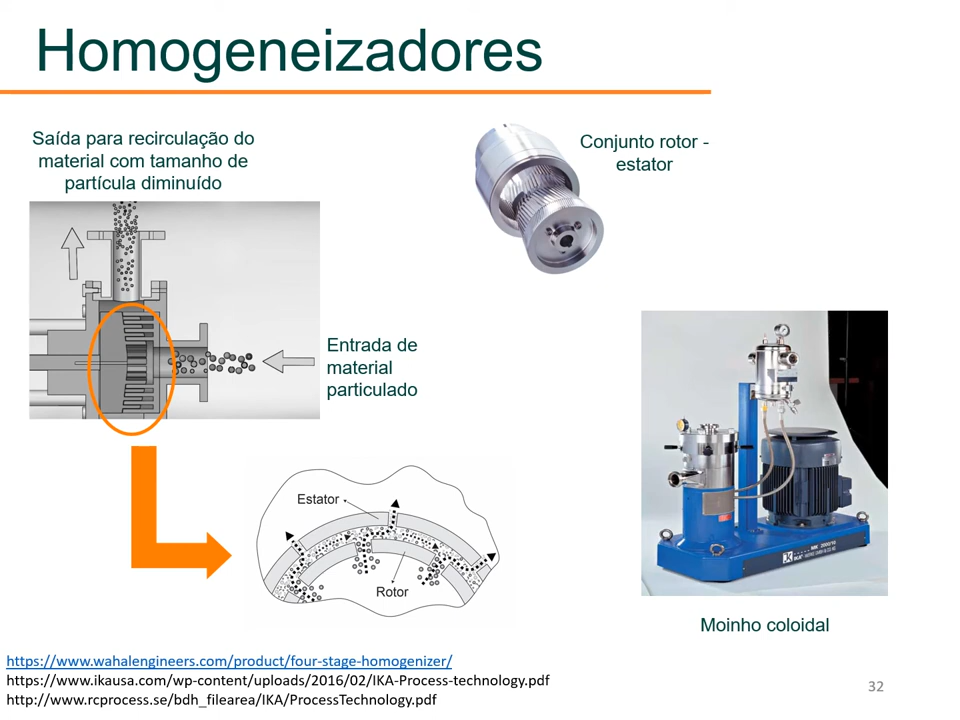 Homogeneizadores
Saída para recirculação do
material com tamanho de
partícula diminuído
Conjunto rotor -
estator
Entrada de
material
particulado
Estator
Rotor
Moinho coloidal
https://www.wahalengineers.com/product/four-stage-homogenizer/
https://www.ikausa.com/wp-content/uploads/2016/02/IKA-Process-technology.pdf
http://www.rcprocess.se/bdh_filearea/IKA/ProcessTechnology.pdf
32